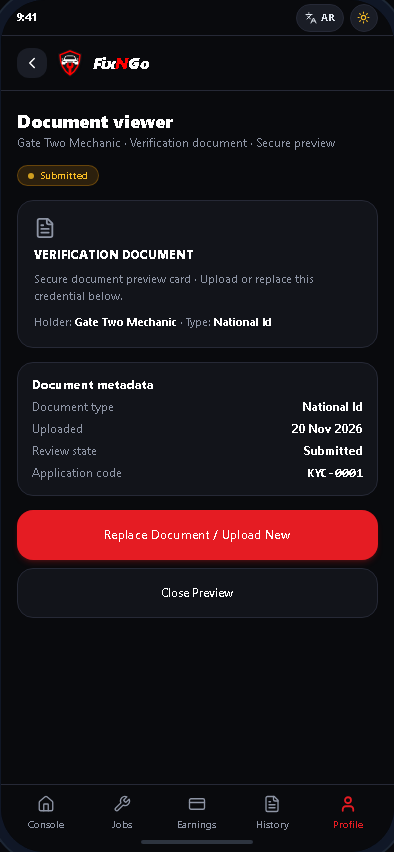 9:41
AR
FixNGo
Document viewer
Gate Two Mechanic · Verification document · Secure preview
Submitted
VERIFICATION DOCUMENT
Secure document preview card · Upload or replace this
credential below.
Holder: Gate Two Mechanic · Type: National Id
Document metadata
Document type National Id
Uploaded 20 Nov 2026
Review state Submitted
Application code KYC-0001
Replace Document / Upload New
Close Preview
Console Jobs Earnings History Profile